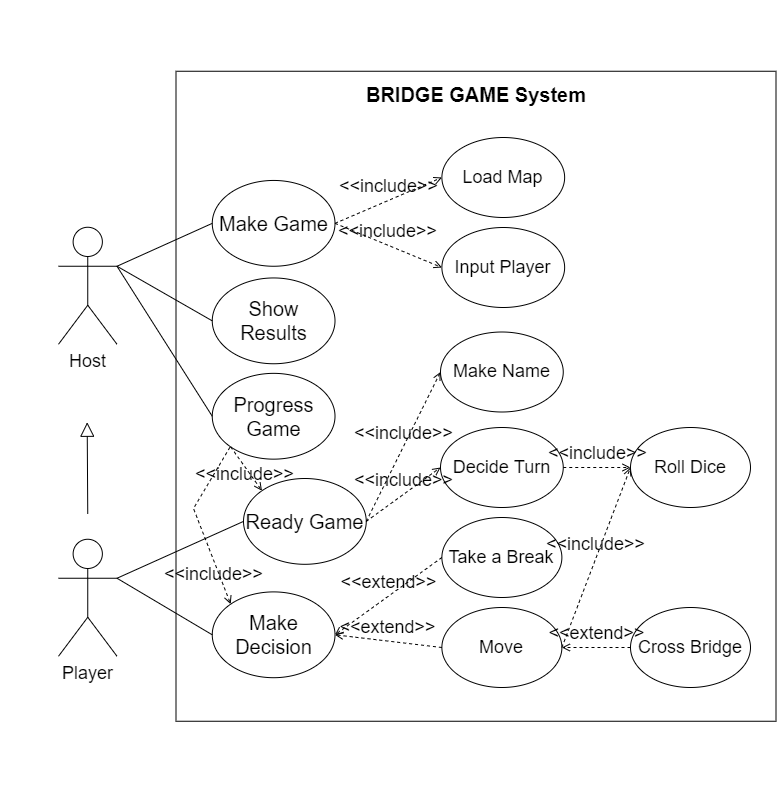 BRIDGE GAME System
Load Map
<<include>>
Make Game
<<include>>
Input Player
Host
Show
Results
Make Name
Progress
Game
<<include>>
<<include>>
<<include>>
<<include>>
Decide Turn
Roll Dice
Ready Game
<<include>>
Take a Break
<<include>>
<<extend>>
Make
Decision
<<extend>>
Move
<<extend>>
Cross Bridge
Player